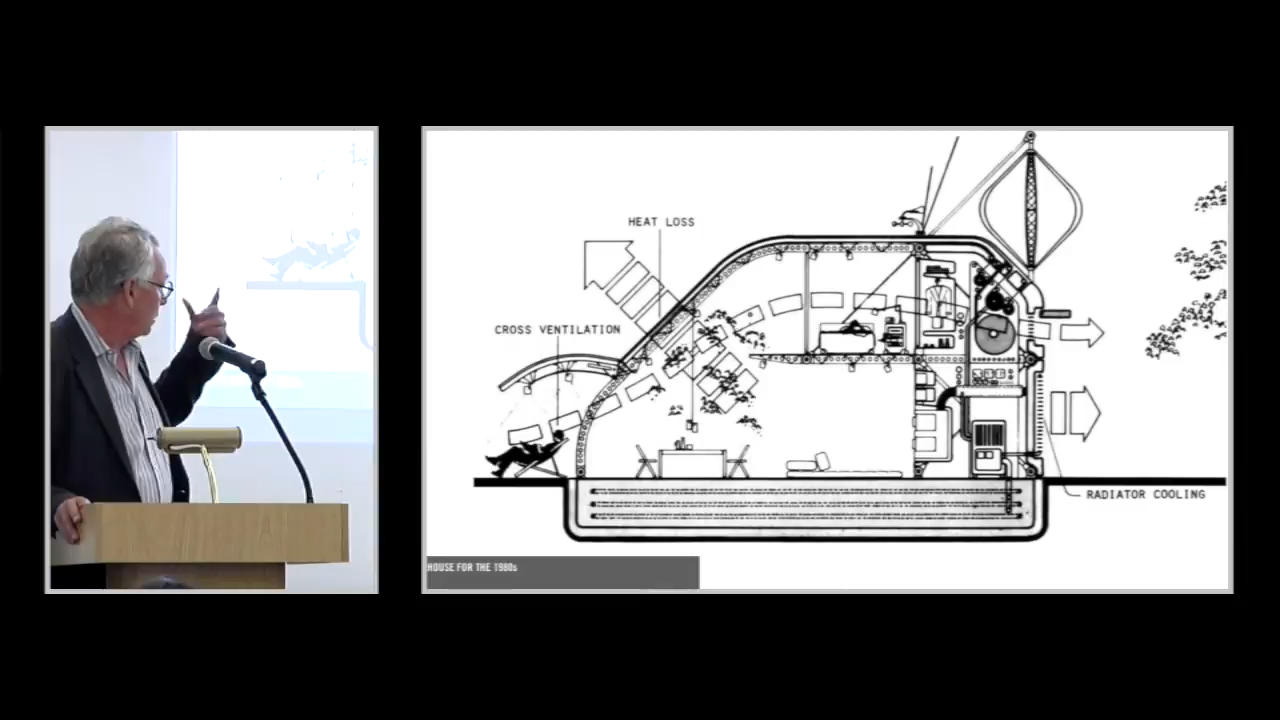 HEAT LOSS
CROSS VENTILATION
RADIATOR COOLING
HOUSE FOR THE 1980s